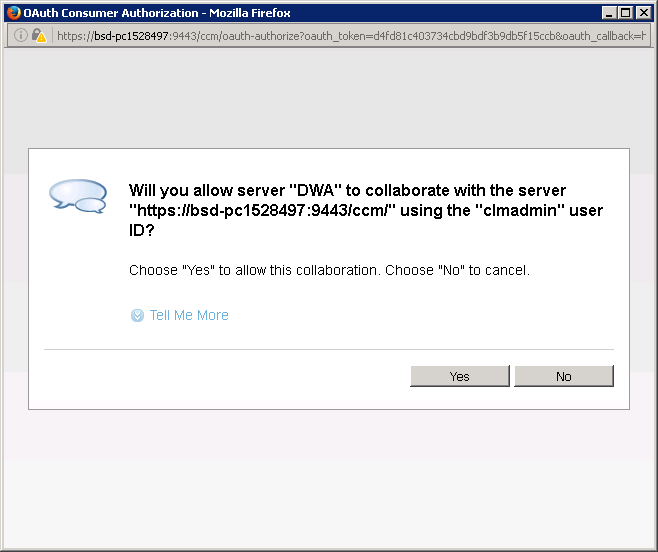 OAuth Consumer Authorization - Mozilla Firefox
https://bsd-pc1528497:9443/ccm/oauth-authorize?oauth_token=d4fd81c403734cbd9bdf3b9db5f15ccb&oauth_callback=h
Will you allow server "DWA" to collaborate with the server
"https://bsd-pc1528497:9443/ccm/" using the "clmadmin" user
ID?
Choose "Yes" to allow this collaboration. Choose "No" to cancel.
Tell Me More
Yes No